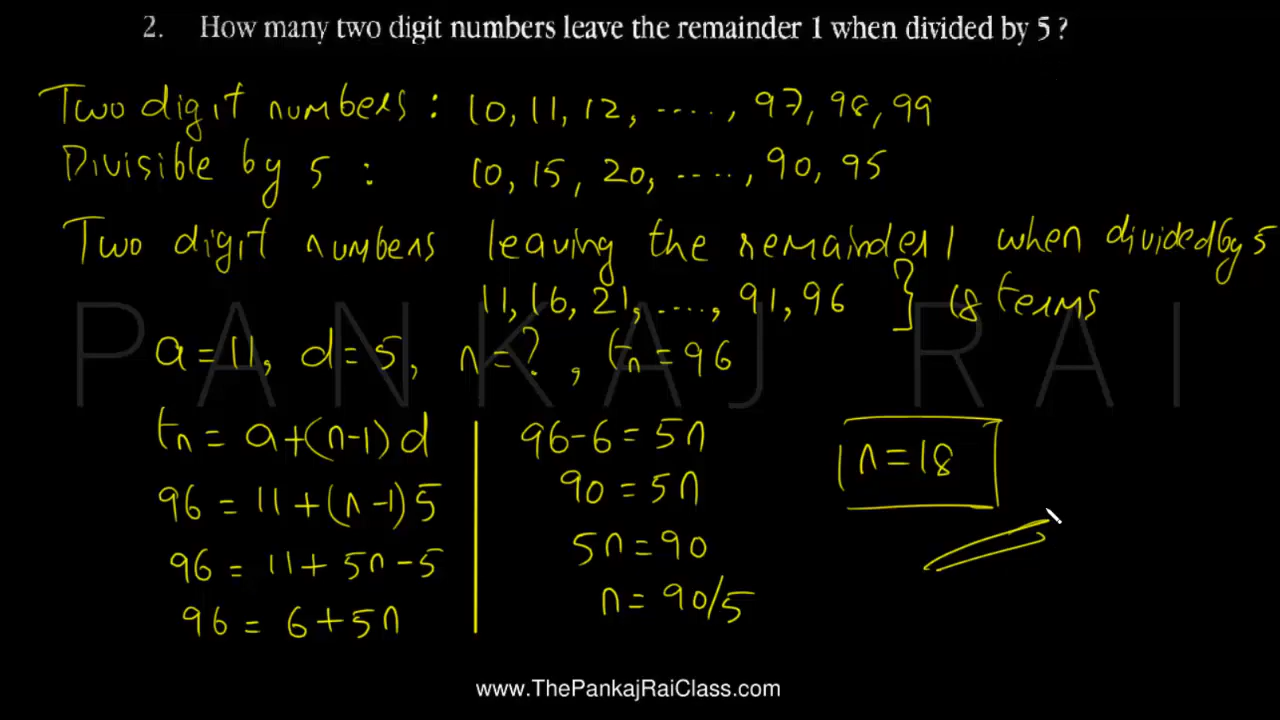 2. How many two digit numbers leave the remainder 1 when divided by 5 ?
Two digit numbers : 10, 11, 12, ....., 97, 98, 99
Divisible by 5 : 10, 15, 20, ....., 90, 95
Two digit numbers leaving the remainder 1 when divided by 5
11, 16, 21, ...., 91, 96 } 18 terms
PANKAJ RAI
a = 11, d = 5, n = ? , tn = 96
tn = a+(n-1)d
96 = 11 + (n-1)5
96 = 11 + 5n - 5
96 = 6 + 5n
96-6 = 5n
90 = 5n
5n = 90
n = 90/5
n = 18
www.ThePankajRaiClass.com